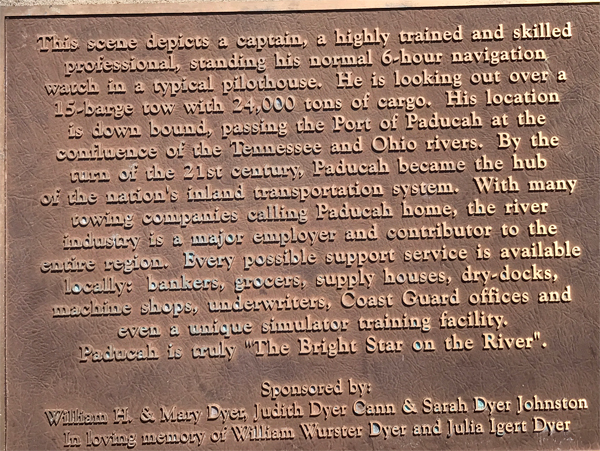 This scene depicts a captain, a highly trained and skilled
professional, standing his normal 6-hour navigation
watch in a typical pilothouse. He is looking out over a
15-barge tow with 24,000 tons of cargo. His location
is down bound, passing the Port of Paducah at the
confluence of the Tennessee and Ohio rivers. By the
turn of the 21st century, Paducah became the hub
of the nation's inland transportation system. With many
towing companies calling Paducah home, the river
industry is a major employer and contributor to the
entire region. Every possible support service is available
locally: bankers, grocers, supply houses, dry-docks,
machine shops, underwriters, Coast Guard offices and
even a unique simulator training facility.
Paducah is truly "The Bright Star on the River".
Sponsored by:
William H. & Mary Dyer, Judith Dyer Cann & Sarah Dyer Johnston
In loving memory of William Wurster Dyer and Julia Igert Dyer